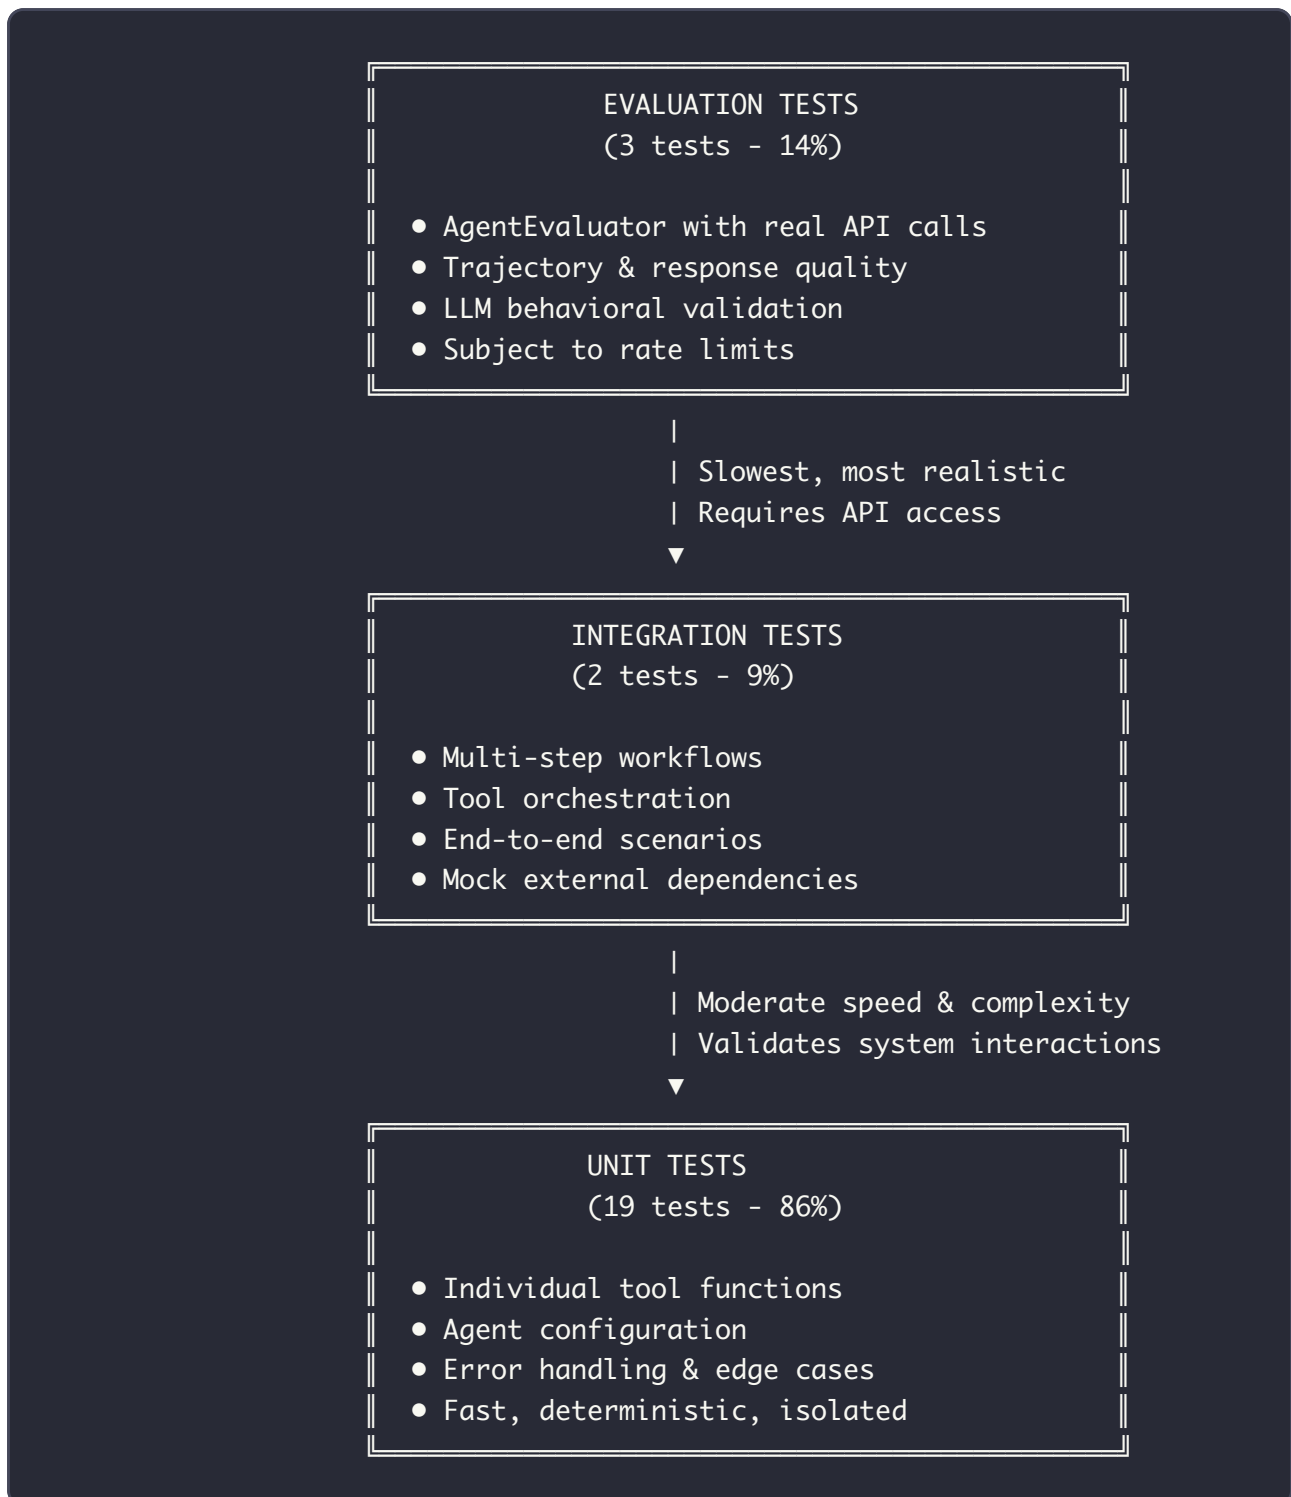 EVALUATION TESTS
(3 tests - 14%)
● AgentEvaluator with real API calls
● Trajectory & response quality
● LLM behavioral validation
● Subject to rate limits
|
| Slowest, most realistic
| Requires API access
▼
INTEGRATION TESTS
(2 tests - 9%)
● Multi-step workflows
● Tool orchestration
● End-to-end scenarios
● Mock external dependencies
|
| Moderate speed & complexity
| Validates system interactions
▼
UNIT TESTS
(19 tests - 86%)
● Individual tool functions
● Agent configuration
● Error handling & edge cases
● Fast, deterministic, isolated